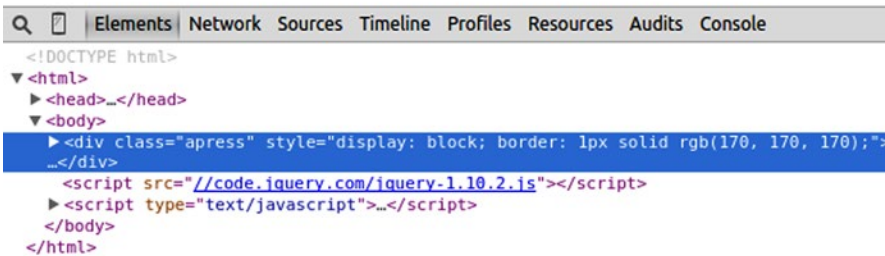 Elements Network Sources Timeline Profiles Resources Audits Console
<!DOCTYPE html>
▼<html>
▶<head>…</head>
▼<body>
▶<div class="apress" style="display: block; border: 1px solid rgb(170, 170, 170);">
…</div>
<script src="//code.jquery.com/jquery-1.10.2.js"></script>
▶<script type="text/javascript">…</script>
</body>
</html>